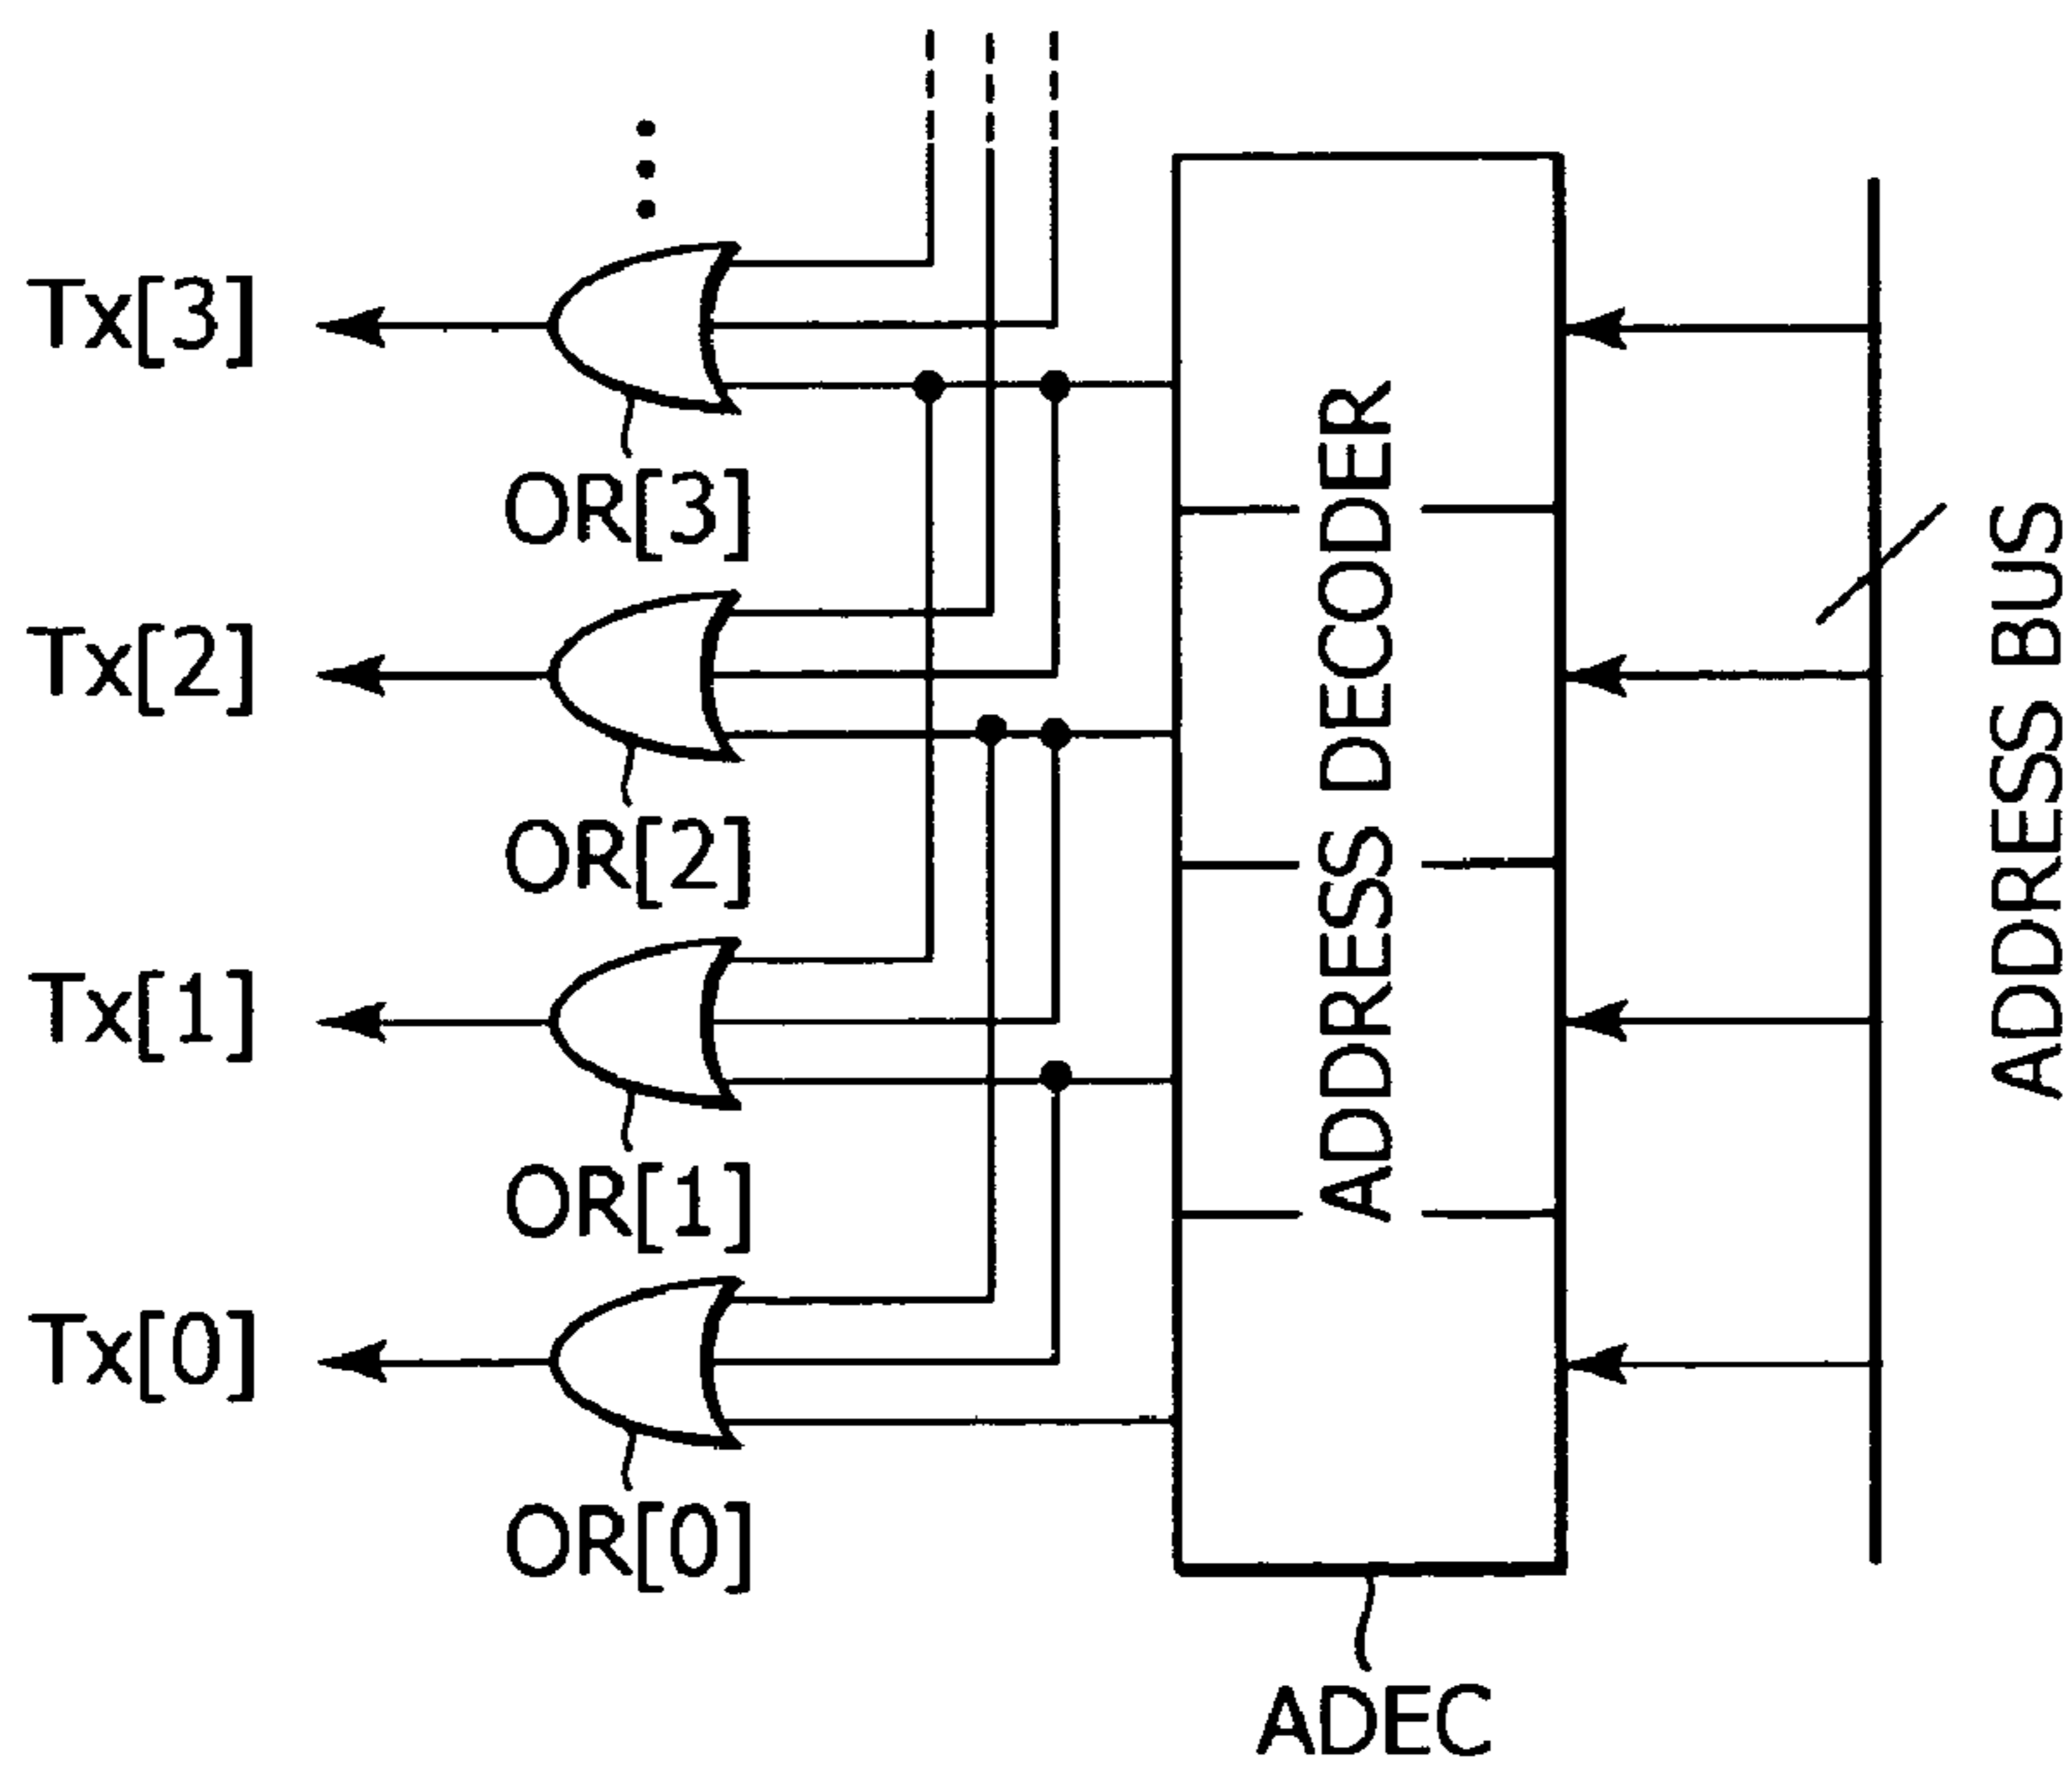 Tx[3]
OR[3]
Tx[2]
OR[2]
Tx[1]
OR[1]
Tx[0]
OR[0]
ADDRESS DECODER
ADDRESS BUS
ADEC